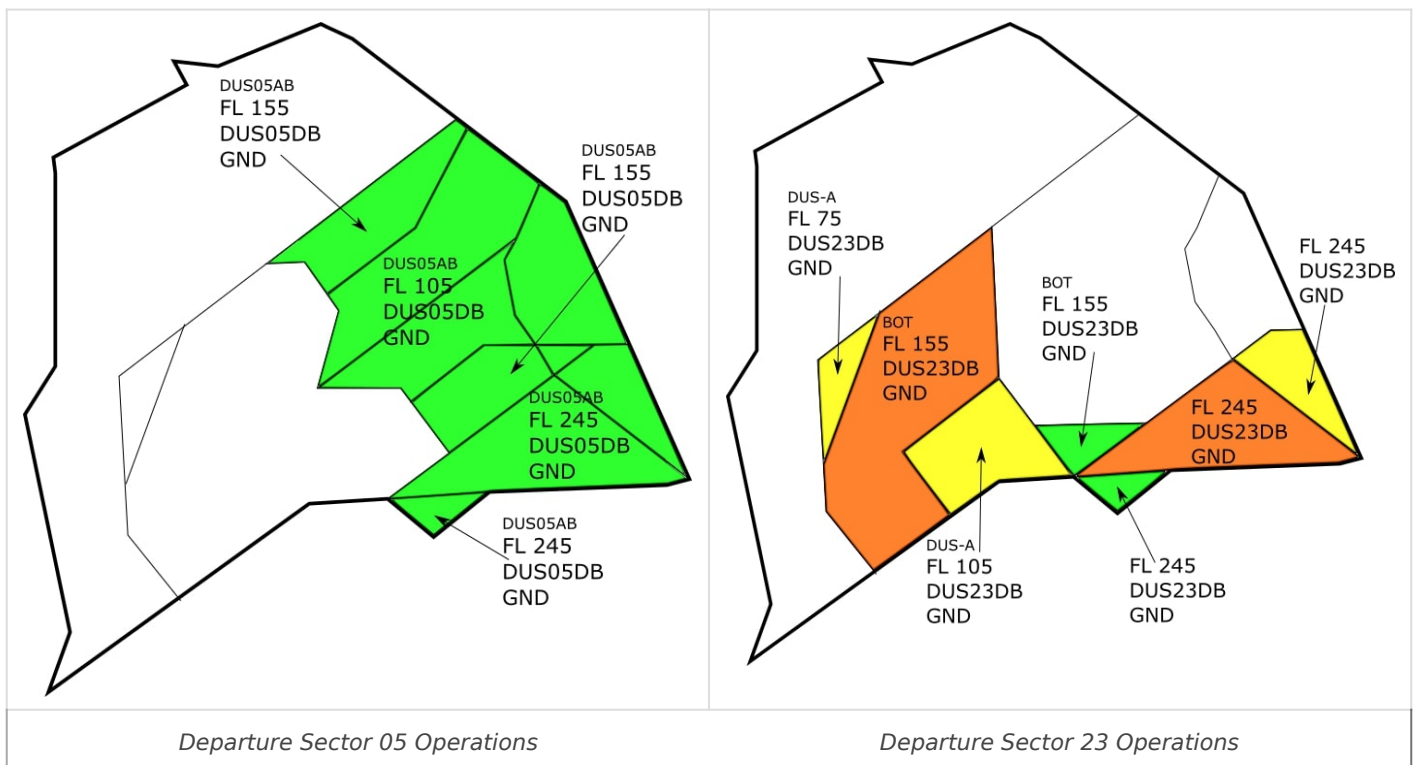 DUS05AB
FL 155
DUS05DB
GND
DUS05AB
FL 155
DUS05DB
GND
DUS05AB
FL 105
DUS05DB
GND
DUS05AB
FL 245
DUS05DB
GND
DUS05AB
FL 245
DUS05DB
GND
Departure Sector 05 Operations
DUS-A
FL 75
DUS23DB
GND
BOT
FL 155
DUS23DB
GND
BOT
FL 155
DUS23DB
GND
FL 245
DUS23DB
GND
FL 245
DUS23DB
GND
DUS-A
FL 105
DUS23DB
GND
FL 245
DUS23DB
GND
Departure Sector 23 Operations